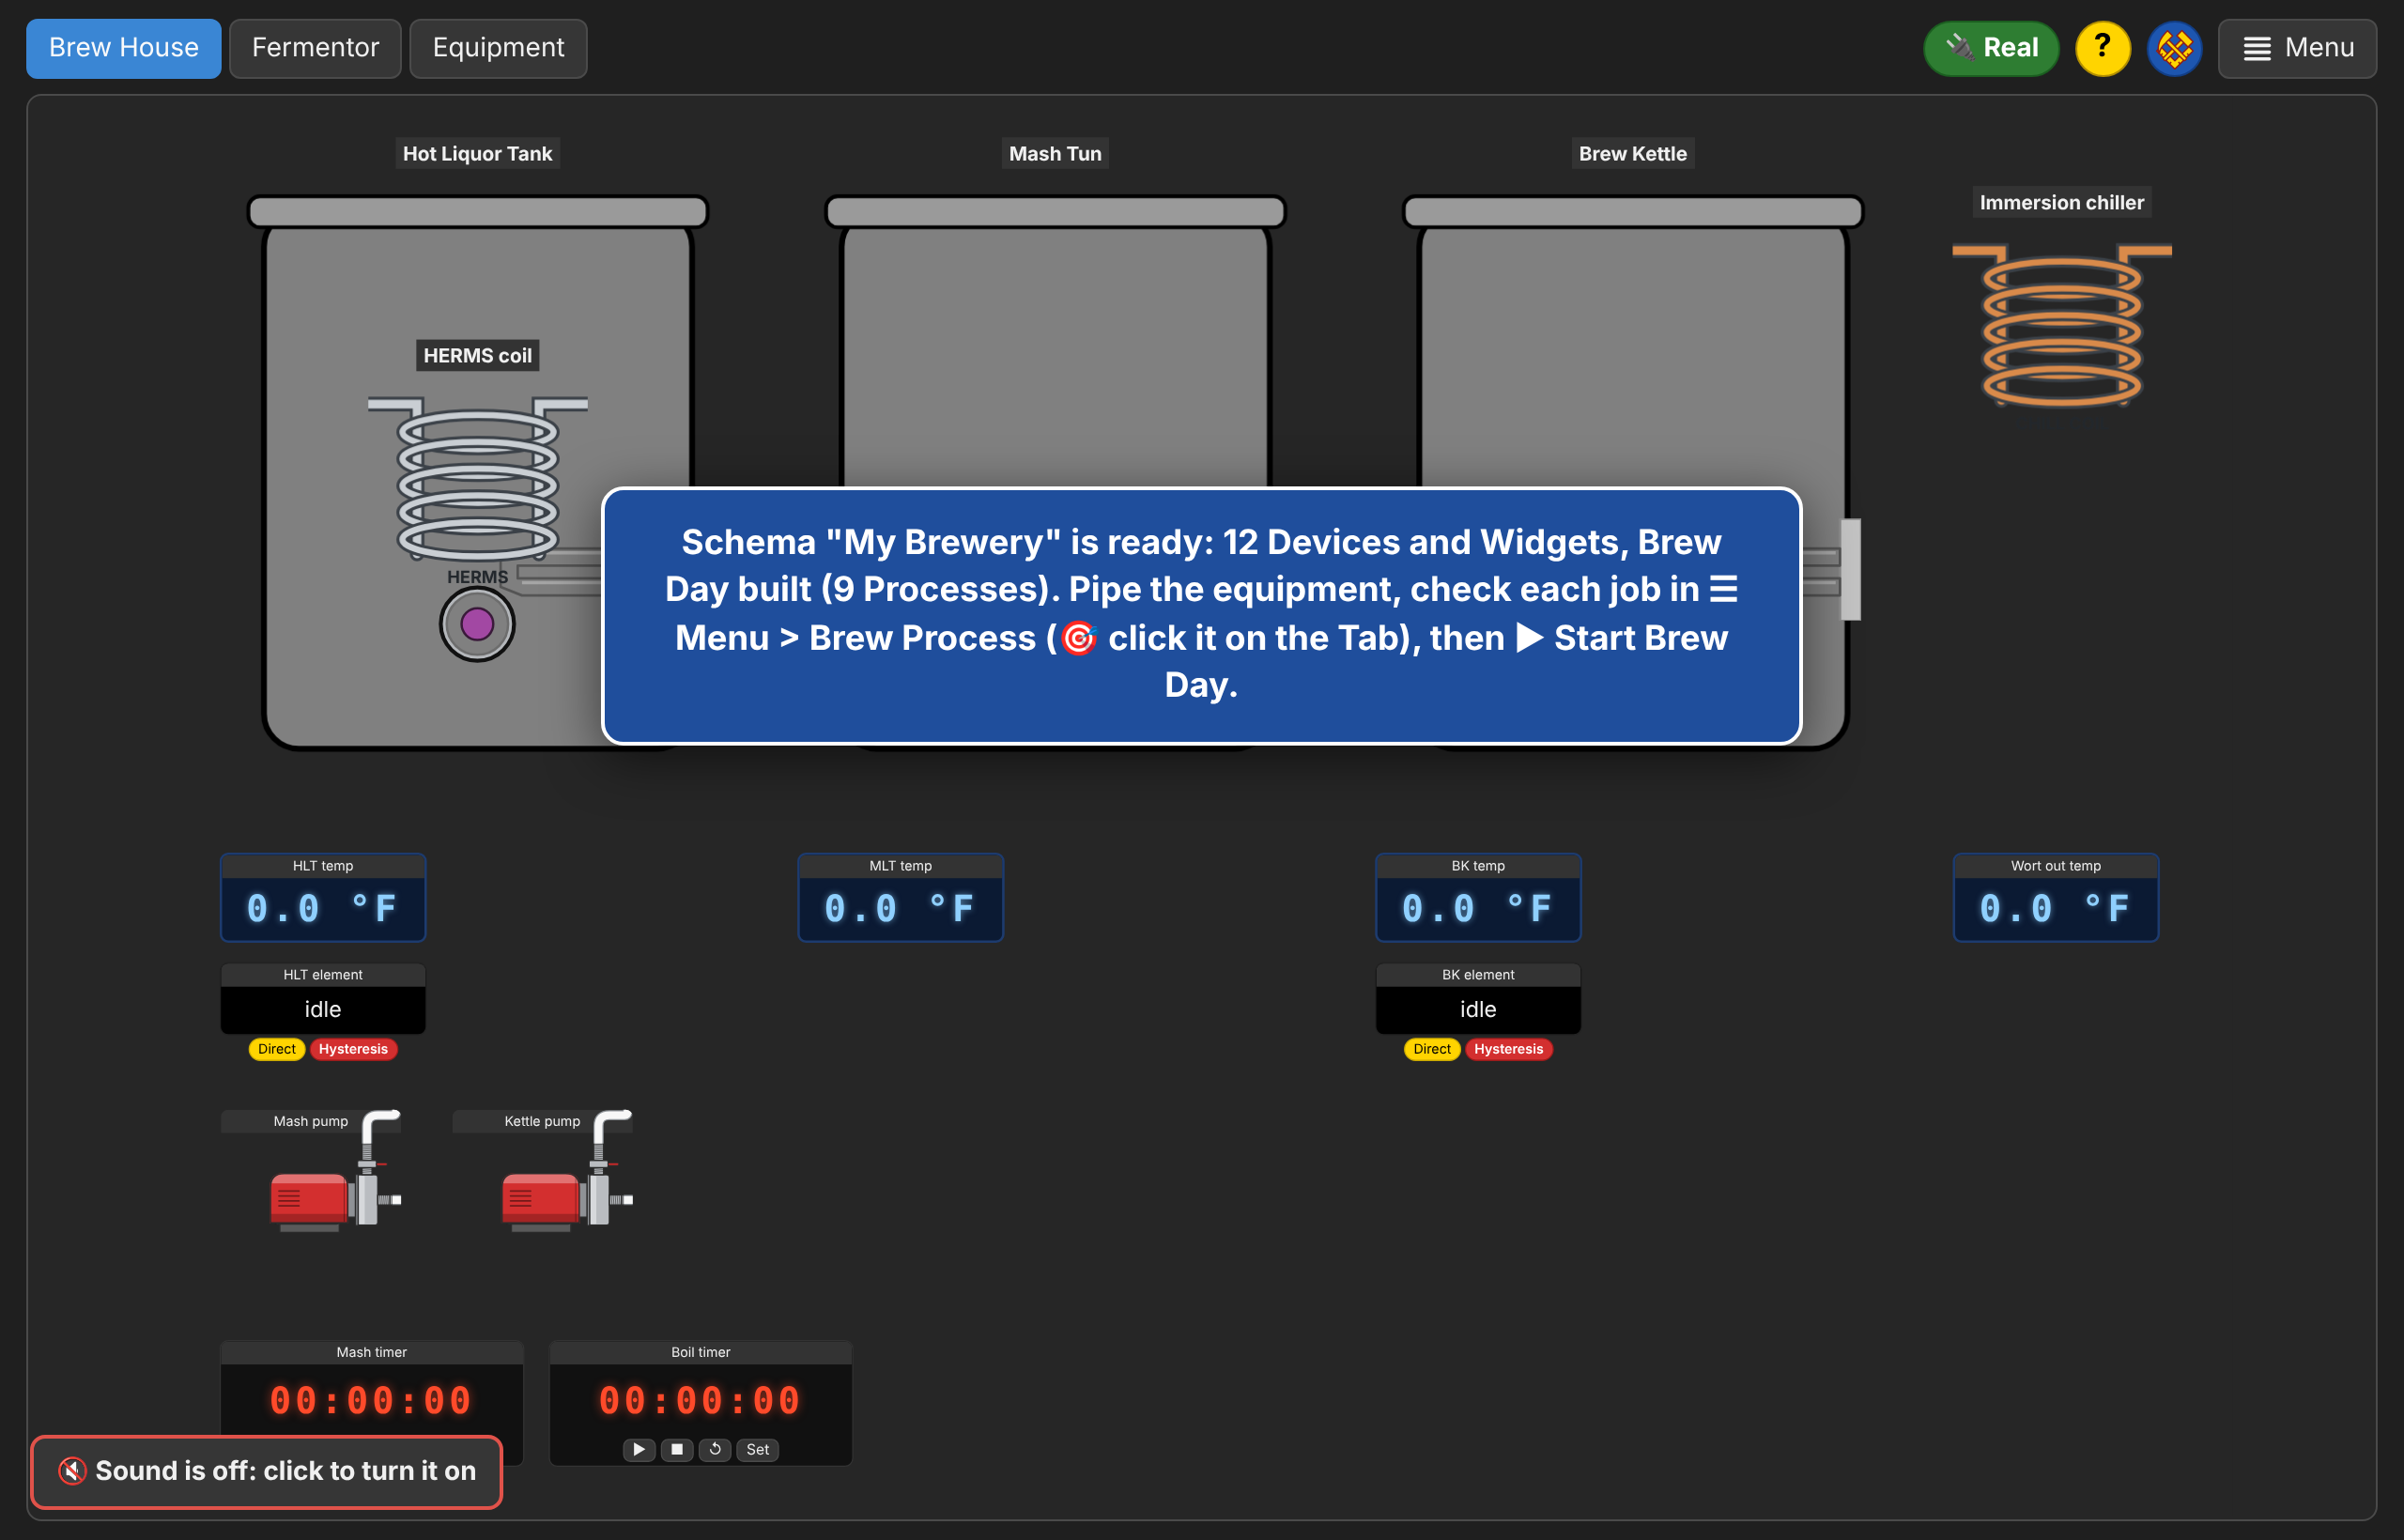 Brew House
Fermentor
Equipment
Real
?
Menu
Hot Liquor Tank
Mash Tun
Brew Kettle
Immersion chiller
HERMS coil
HERMS
Schema "My Brewery" is ready: 12 Devices and Widgets, Brew
Day built (9 Processes). Pipe the equipment, check each job in ☰
Menu > Brew Process (🎯 click it on the Tab), then ▶ Start Brew
Day.
HLT temp
0.0 °F
MLT temp
0.0 °F
BK temp
0.0 °F
Wort out temp
0.0 °F
HLT element
idle
Direct
Hysteresis
BK element
idle
Direct
Hysteresis
Mash pump
Kettle pump
Mash timer
00:00:00
Boil timer
00:00:00
Set
Sound is off: click to turn it on